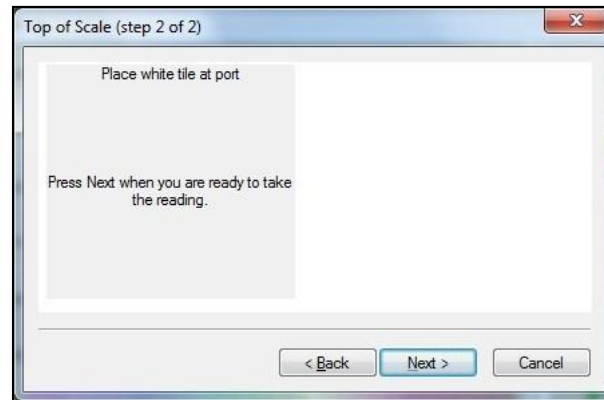 Top of Scale (step 2 of 2)
Place white tile at port
Press Next when you are ready to take
the reading.
< Back
Next >
Cancel